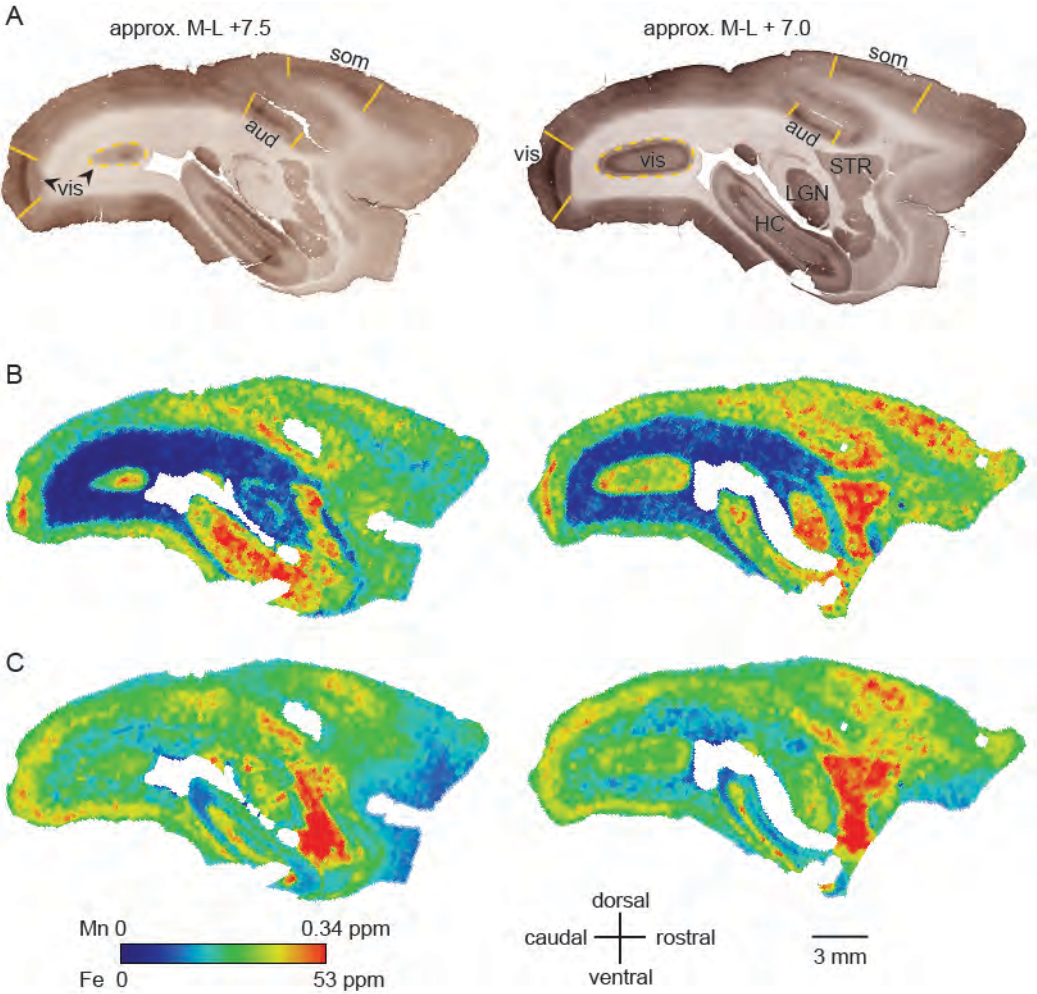 A
approx. M-L +7.5
approx. M-L + 7.0
som
som
aud
aud
vis
vis
vis
STR
LGN
HC
B
C
Mn 0 0.34 ppm
Fe 0 53 ppm
dorsal
caudal rostral
ventral
3 mm